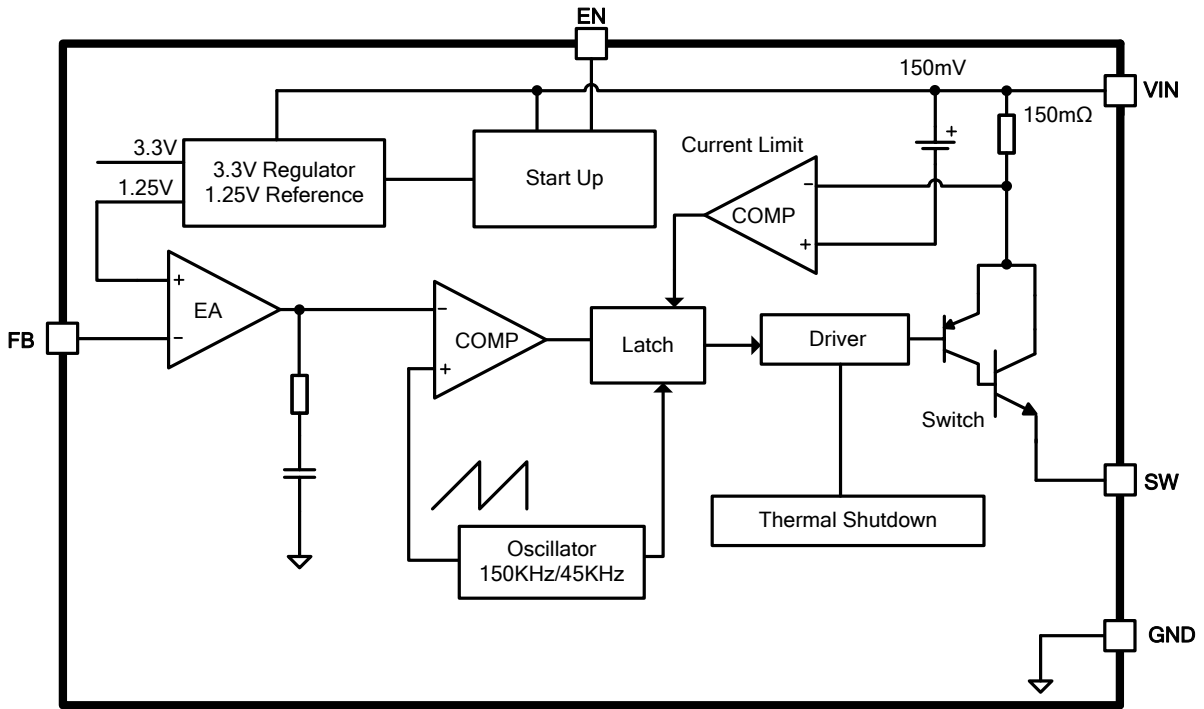 EN
150mV
VIN
150mΩ
+
3.3V
3.3V Regulator
1.25V Reference
1.25V
Start Up
Current Limit
COMP
−
+
EA
+
−
FB
COMP
−
+
Latch
Driver
Switch
SW
Thermal Shutdown
Oscillator
150KHz/45KHz
GND